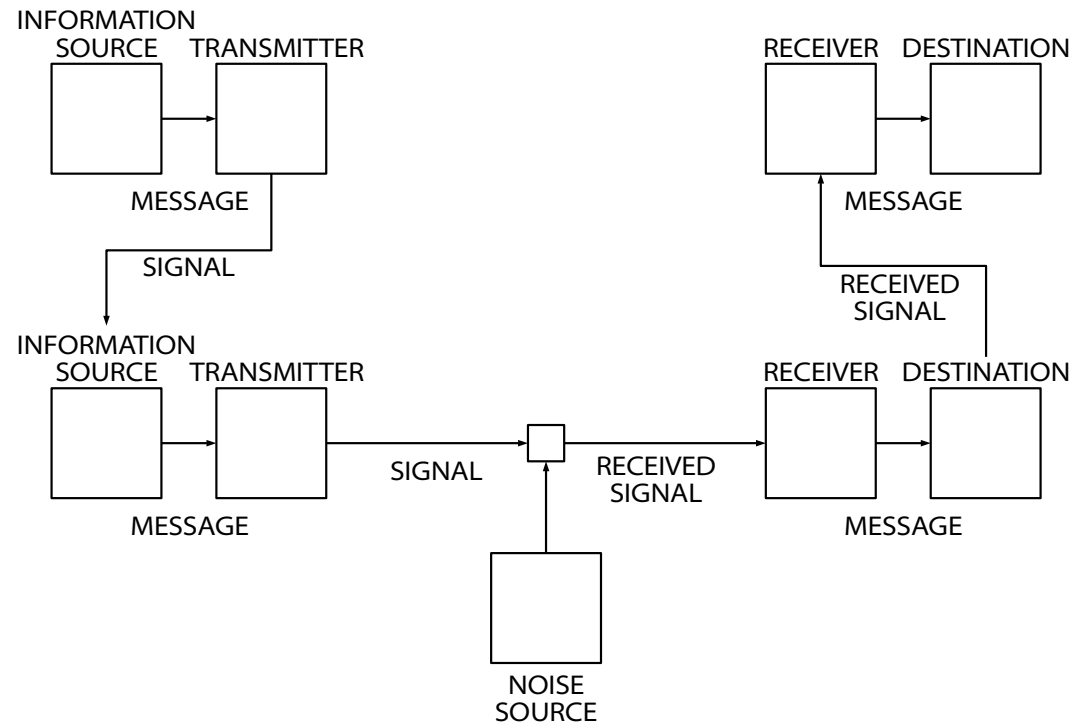 INFORMATION
SOURCE TRANSMITTER RECEIVER DESTINATION
MESSAGE MESSAGE
SIGNAL
RECEIVED
SIGNAL
INFORMATION
SOURCE TRANSMITTER RECEIVER DESTINATION
SIGNAL
RECEIVED
SIGNAL
MESSAGE MESSAGE
NOISE
SOURCE